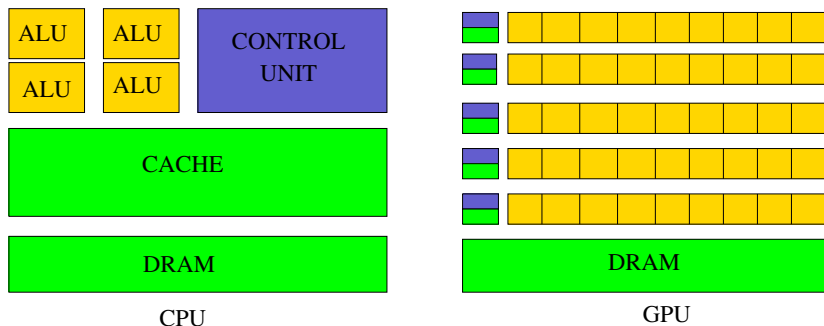 ALU
ALU
ALU
ALU
CONTROL
UNIT
CACHE
DRAM
CPU
DRAM
GPU